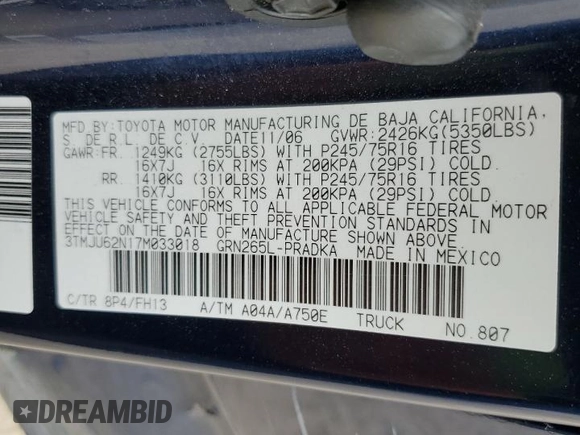 MFD.BY:TOYOTA MOTOR MANUFACTURING DE BAJA CALIFORNIA,
S. DE R.L. DE C.V. DATE11/06 GVWR:2426KG(5350LBS)
GAWR:FR. 1249KG(2755LBS) WITH P245/75R16 TIRES
16X7J 16X RIMS AT 200KPA (29PSI) COLD.
RR. 1410KG(3110LBS) WITH P245/75R16 TIRES
16X7J 16X RIMS AT 200KPA (29PSI) COLD.
THIS VEHICLE CONFORMS TO ALL APPLICABLE FEDERAL MOTOR
VEHICLE SAFETY AND THEFT PREVENTION STANDARDS IN
EFFECT ON THE DATE OF MANUFACTURE SHOWN ABOVE.
3TMJU62N17M033018 GRN265L-PRADKA MADE IN MEXICO
C/TR 8P4/FH13 A/TM A04A/A750E TRUCK NO.807
DREAMBID